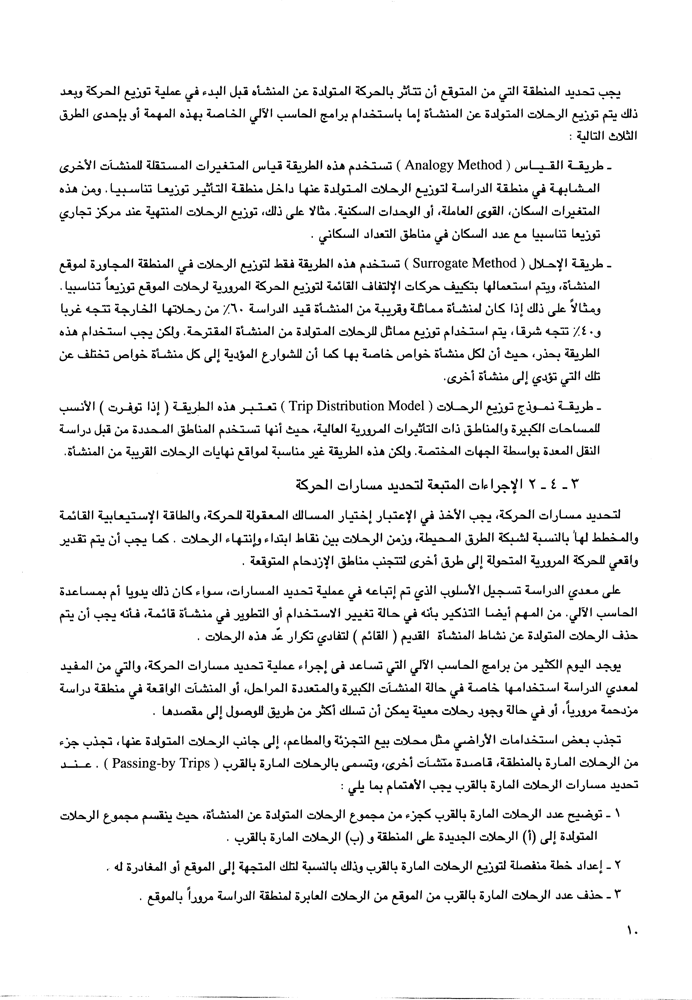 يجب تحديد المنطقة التي من المتوقع أن تتأثر بالحركة المتولدة عن المنشأه قبل البدء في عملية توزيع الحركة وبعد
ذلك يتم توزيع الرحلات المتولدة عن المنشأة إما باستخدام برامج الحاسب الآلي الخاصة بهذه المهمة أو بإحدى الطرق
الثلاث التالية :
ـ طريقة القياس ( Analogy Method ) تستخدم هذه الطريقة قياس المتغيرات المستقلة للمنشآت الأخرى
المشابهة في منطقة الدراسة لتوزيع الرحلات المتولدة عنها داخل منطقة التأثير توزيعا تناسبيا. ومن هذه
المتغيرات السكان، القوى العاملة، أو الوحدات السكنية. مثالا على ذلك، توزيع الرحلات المنتهية عند مركز تجاري
توزيعا تناسبيا مع عدد السكان في مناطق التعداد السكاني .
ـ طريقة الإحلال ( Surrogate Method ) تستخدم هذه الطريقة فقط لتوزيع الرحلات في المنطقة المجاورة لموقع
المنشأة، ويتم استعمالها بتكييف حركات الإلتفاف القائمة لتوزيع الحركة المرورية لرحلات الموقع توزيعاً تناسبيا.
ومثالاً على ذلك إذا كان لمنشأة مماثلة وقريبة من المنشأة قيد الدراسة ٦٠٪ من رحلاتها الخارجة تتجه غربا
و٤٠٪ تتجه شرقا، يتم استخدام توزيع مماثل للرحلات المتولدة من المنشأة المقترحة. ولكن يجب استخدام هذه
الطريقة بحذر، حيث أن لكل منشأة خواص خاصة بها كما أن للشوارع المؤدية إلى كل منشأة خواص تختلف عن
تلك التي تؤدي إلى منشأة أخرى.
ـ طريقة نموذج توزيع الرحلات ( Trip Distribution Model ) تعتبر هذه الطريقة ( إذا توفرت ) الأنسب
للمساحات الكبيرة والمناطق ذات التأثيرات المرورية العالية، حيث أنها تستخدم المناطق المحددة من قبل دراسة
النقل المعدة بواسطة الجهات المختصة. ولكن هذه الطريقة غير مناسبة لمواقع نهايات الرحلات القريبة من المنشأة.
٣ ـ ٤ ـ ٢ الإجراءات المتبعة لتحديد مسارات الحركة
لتحديد مسارات الحركة، يجب الأخذ في الإعتبار إختيار المسالك المعقولة للحركة، والطاقة الإستيعابية القائمة
والمخطط لها بالنسبة لشبكة الطرق المحيطة، وزمن الرحلات بين نقاط ابتداء وإنتهاء الرحلات . كما يجب أن يتم تقدير
واقعي للحركة المرورية المتحولة إلى طرق أخرى لتتجنب مناطق الإزدحام المتوقعة .
على معدي الدراسة تسجيل الأسلوب الذي تم إتباعه في عملية تحديد المسارات، سواء كان ذلك يدويا أم بمساعدة
الحاسب الآلي. من المهم أيضا التذكير بأنه في حالة تغيير الاستخدام أو التطوير في منشأة قائمة، فأنه يجب أن يتم
حذف الرحلات المتولدة عن نشاط المنشأة القديم ( القائم ) لتفادي تكرار عدّ هذه الرحلات .
يوجد اليوم الكثير من برامج الحاسب الآلي التي تساعد فى إجراء عملية تحديد مسارات الحركة، والتي من المفيد
لمعدي الدراسة استخدامها خاصة في حالة المنشآت الكبيرة والمتعددة المراحل، أو المنشآت الواقعة في منطقة دراسة
مزدحمة مرورياً، أو في حالة وجود رحلات معينة يمكن أن تسلك أكثر من طريق للوصول إلى مقصدها .
تجذب بعض استخدامات الأراضي مثل محلات بيع التجزئة والمطاعم، إلى جانب الرحلات المتولدة عنها، تجذب جزء
من الرحلات المارة بالمنطقة، قاصدة منشآت أخرى، وتسمى بالرحلات المارة بالقرب ( Passing-by Trips ) . عند
تحديد مسارات الرحلات المارة بالقرب يجب الأهتمام بما يلي :
١ ـ توضيح عدد الرحلات المارة بالقرب كجزء من مجموع الرحلات المتولدة عن المنشأة، حيث ينقسم مجموع الرحلات
المتولدة إلى (أ) الرحلات الجديدة على المنطقة و (ب) الرحلات المارة بالقرب .
٢ ـ إعداد خطة منفصلة لتوزيع الرحلات المارة بالقرب وذلك بالنسبة لتلك المتجهة إلى الموقع أو المغادرة له .
٣ ـ حذف عدد الرحلات المارة بالقرب من الموقع من الرحلات العابرة لمنطقة الدراسة مروراً بالموقع .
١٠